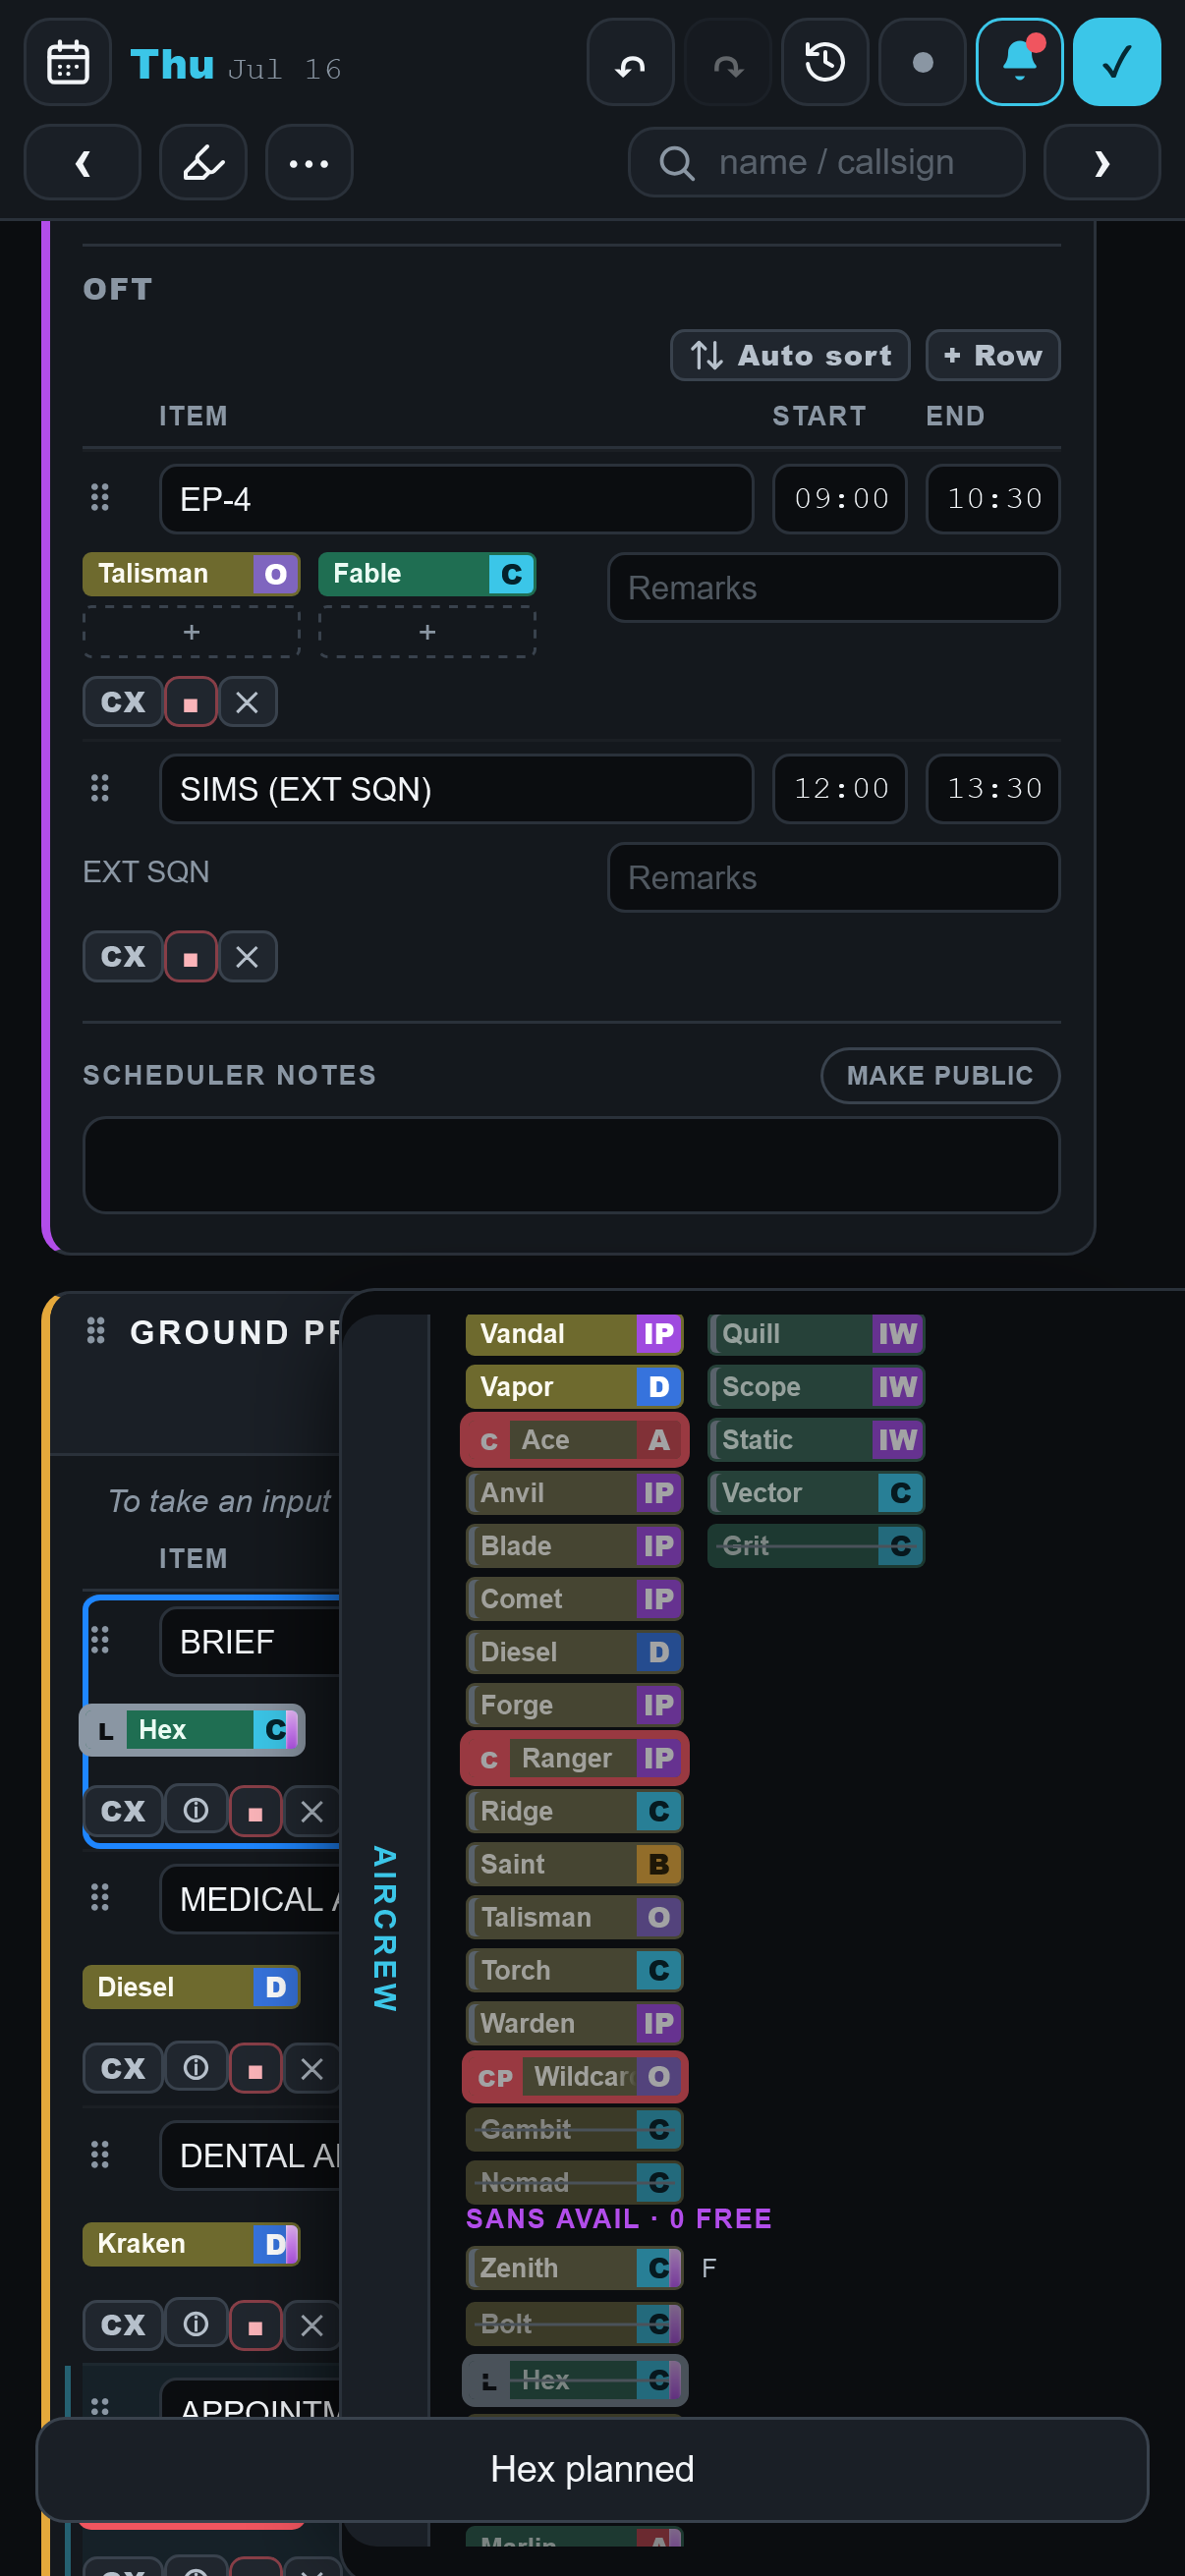 Thu Jul 16
name / callsign
OFT
Auto sort
+ Row
ITEM START END
EP-4 09:00 10:30
Talisman O Fable C Remarks
+ +
CX
SIMS (EXT SQN) 12:00 13:30
EXT SQN Remarks
CX
SCHEDULER NOTES MAKE PUBLIC
GROUND PR
To take an input
ITEM
BRIEF
L Hex C
CX
MEDICAL A
Diesel D
CX
DENTAL A
Kraken D
CX
APPOINTM
CX
AIRCREW
Vandal IP
Vapor D
C Ace A
Anvil IP
Blade IP
Comet IP
Diesel D
Forge IP
C Ranger IP
Ridge C
Saint B
Talisman O
Torch C
Warden IP
CP Wildcar O
Gambit C
Nomad C
Quill IW
Scope IW
Static IW
Vector C
Grit C
SANS AVAIL · 0 FREE
Zenith C F
Bolt C
L Hex C
Hex planned
Marlin A